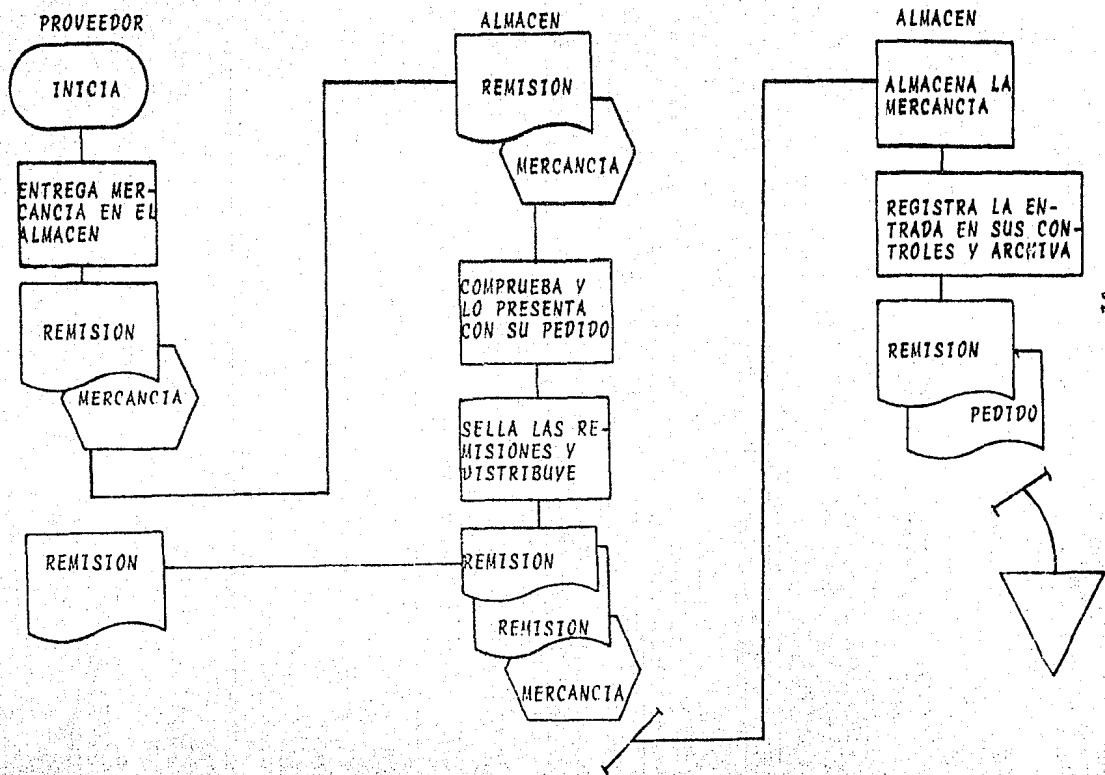 PROVEEDOR
INICIA
ENTREGA MER-
CANCIA EN EL
ALMACEN
REMISION
MERCANCIA
REMISION
ALMACEN
REMISION
MERCANCIA
COMPRUEBA Y
LO PRESENTA
CON SU PEDIDO
SELLA LAS RE-
MISIONES Y
DISTRIBUYE
REMISION
REMISION
MERCANCIA
ALMACEN
ALMACENA LA
MERCANCIA
REGISTRA LA EN-
TRADA EN SUS CON-
TROLES Y ARCHIVA
REMISION
PEDIDO